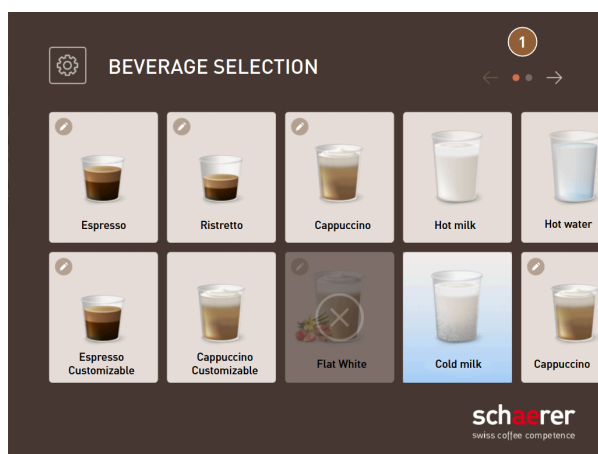 1
BEVERAGE SELECTION
Espresso
Ristretto
Cappuccino
Hot milk
Hot water
Espresso
Customizable
Cappuccino
Customizable
Flat White
Cold milk
Cappuccino
schaerer
swiss coffee competence